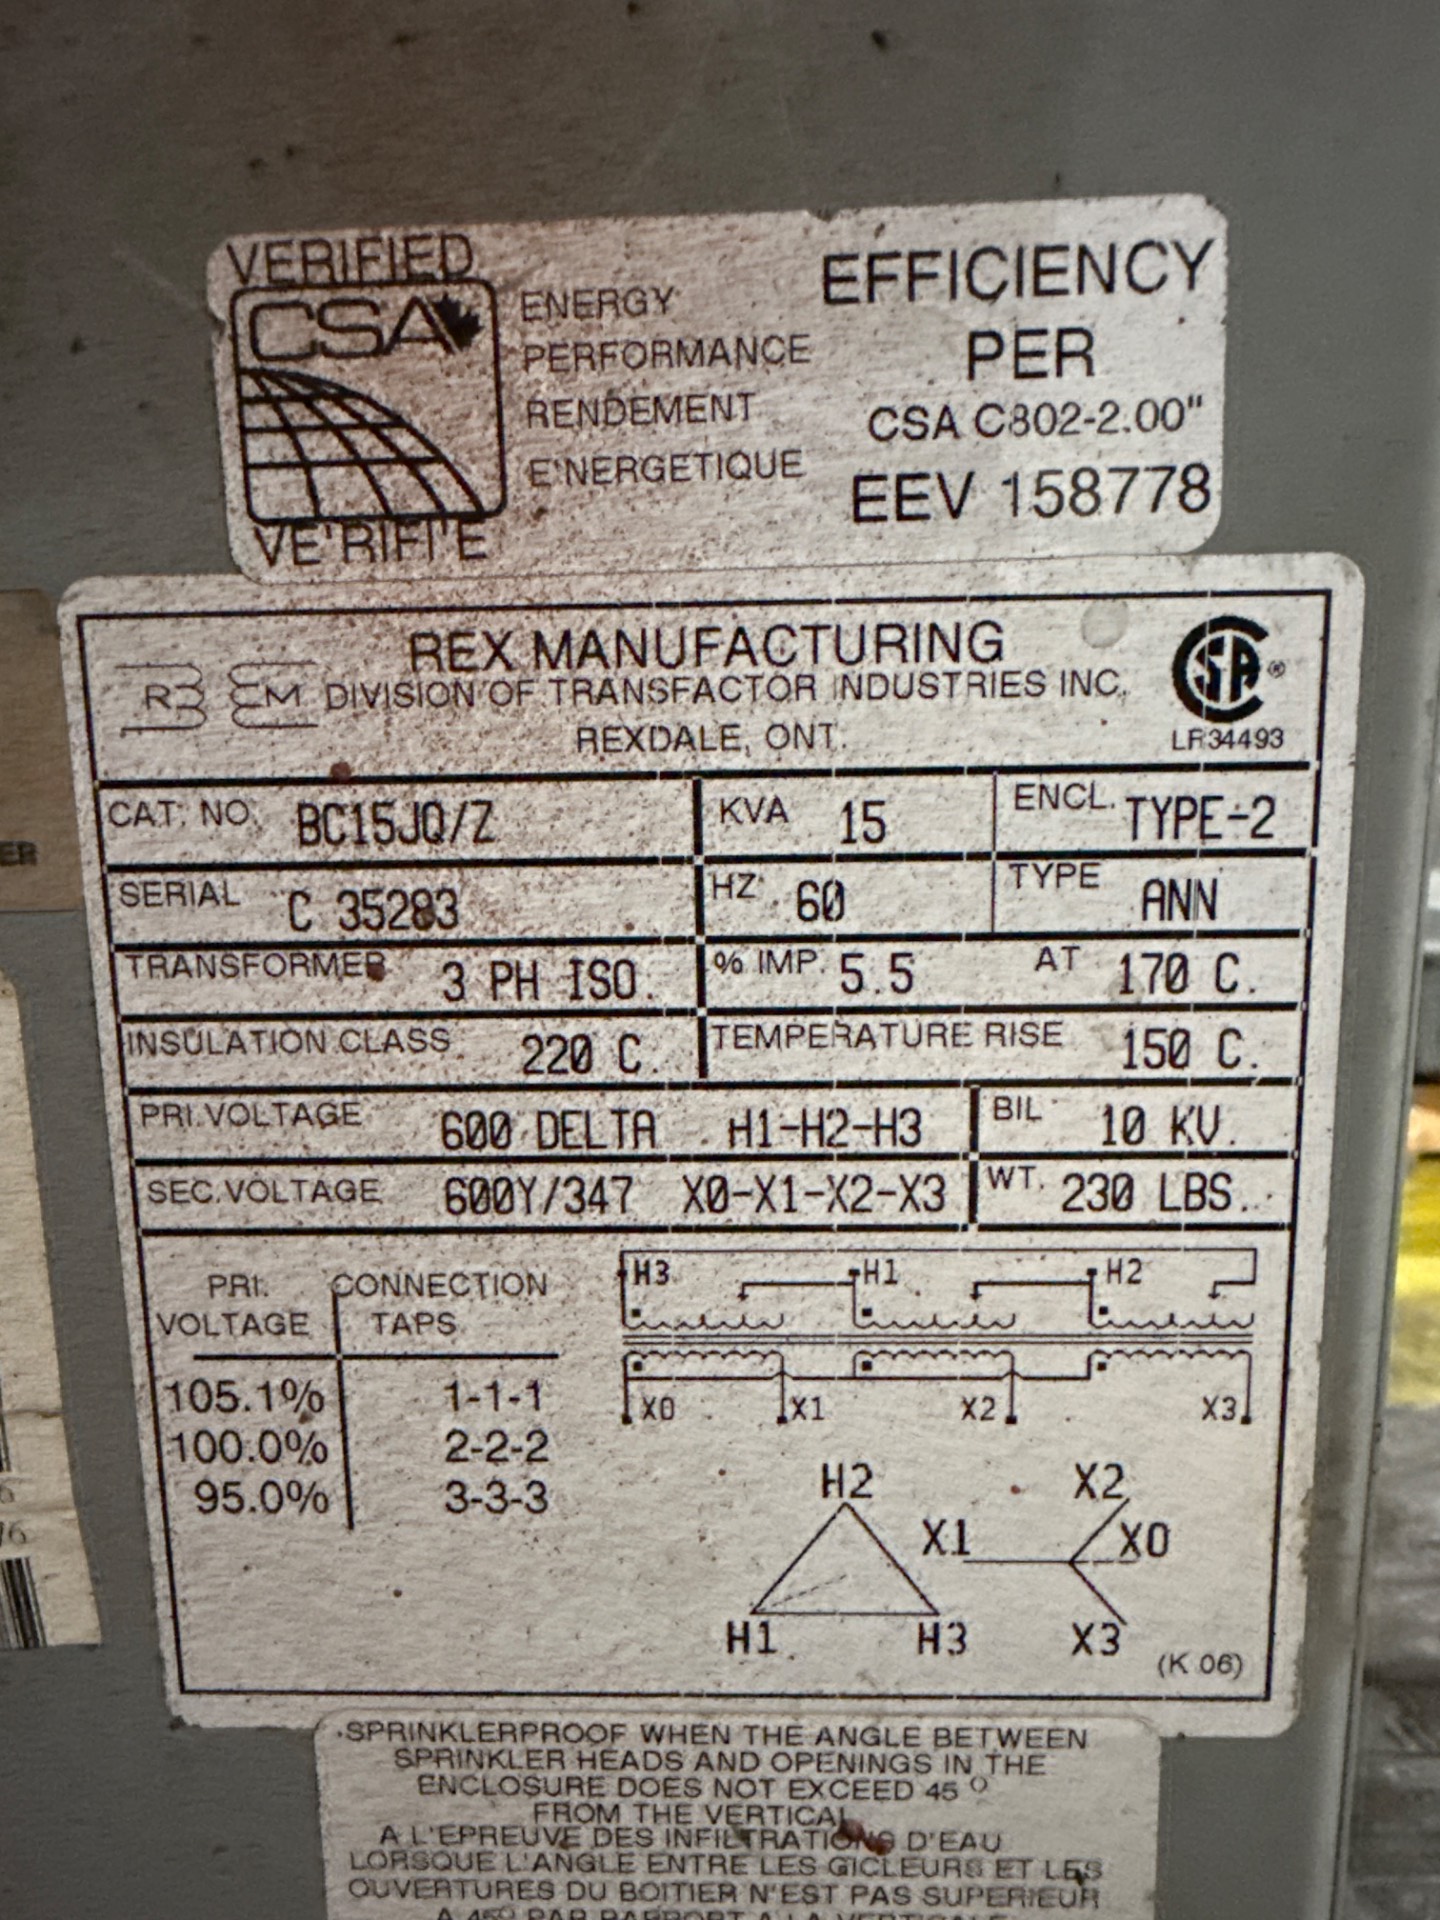 VERIFIED
CSA
VE'RIFI'E
ENERGY
PERFORMANCE
RENDEMENT
E'NERGETIQUE
EFFICIENCY
PER
CSA C802-2.00"
EEV 158778
REX MANUFACTURING
DIVISION OF TRANSFACTOR INDUSTRIES INC.
REXDALE, ONT.
LR34493
CAT. NO. BC15JQ/Z KVA 15 ENCL. TYPE-2
SERIAL C 35283 HZ 60 TYPE ANN
TRANSFORMER 3 PH ISO. % IMP. 5.5 AT 170 C.
INSULATION CLASS 220 C. TEMPERATURE RISE 150 C.
PRI.VOLTAGE 600 DELTA H1-H2-H3 BIL 10 KV.
SEC.VOLTAGE 600Y/347 X0-X1-X2-X3 WT. 230 LBS.
PRI. CONNECTION
VOLTAGE TAPS
105.1% 1-1-1
100.0% 2-2-2
95.0% 3-3-3
H3 H1 H2
X0 X1 X2 X3
H2
H1 H3
X2
X1 X0
X3
(K 06)
SPRINKLERPROOF WHEN THE ANGLE BETWEEN
SPRINKLER HEADS AND OPENINGS IN THE
ENCLOSURE DOES NOT EXCEED 45 O
FROM THE VERTICAL
A L'EPREUVE DES INFILTRATIONS D'EAU
LORSQUE L'ANGLE ENTRE LES GICLEURS ET LES
OUVERTURES DU BOITIER N'EST PAS SUPERIEUR
A 45O PAR RAPPORT A LA VERTICALE
ER